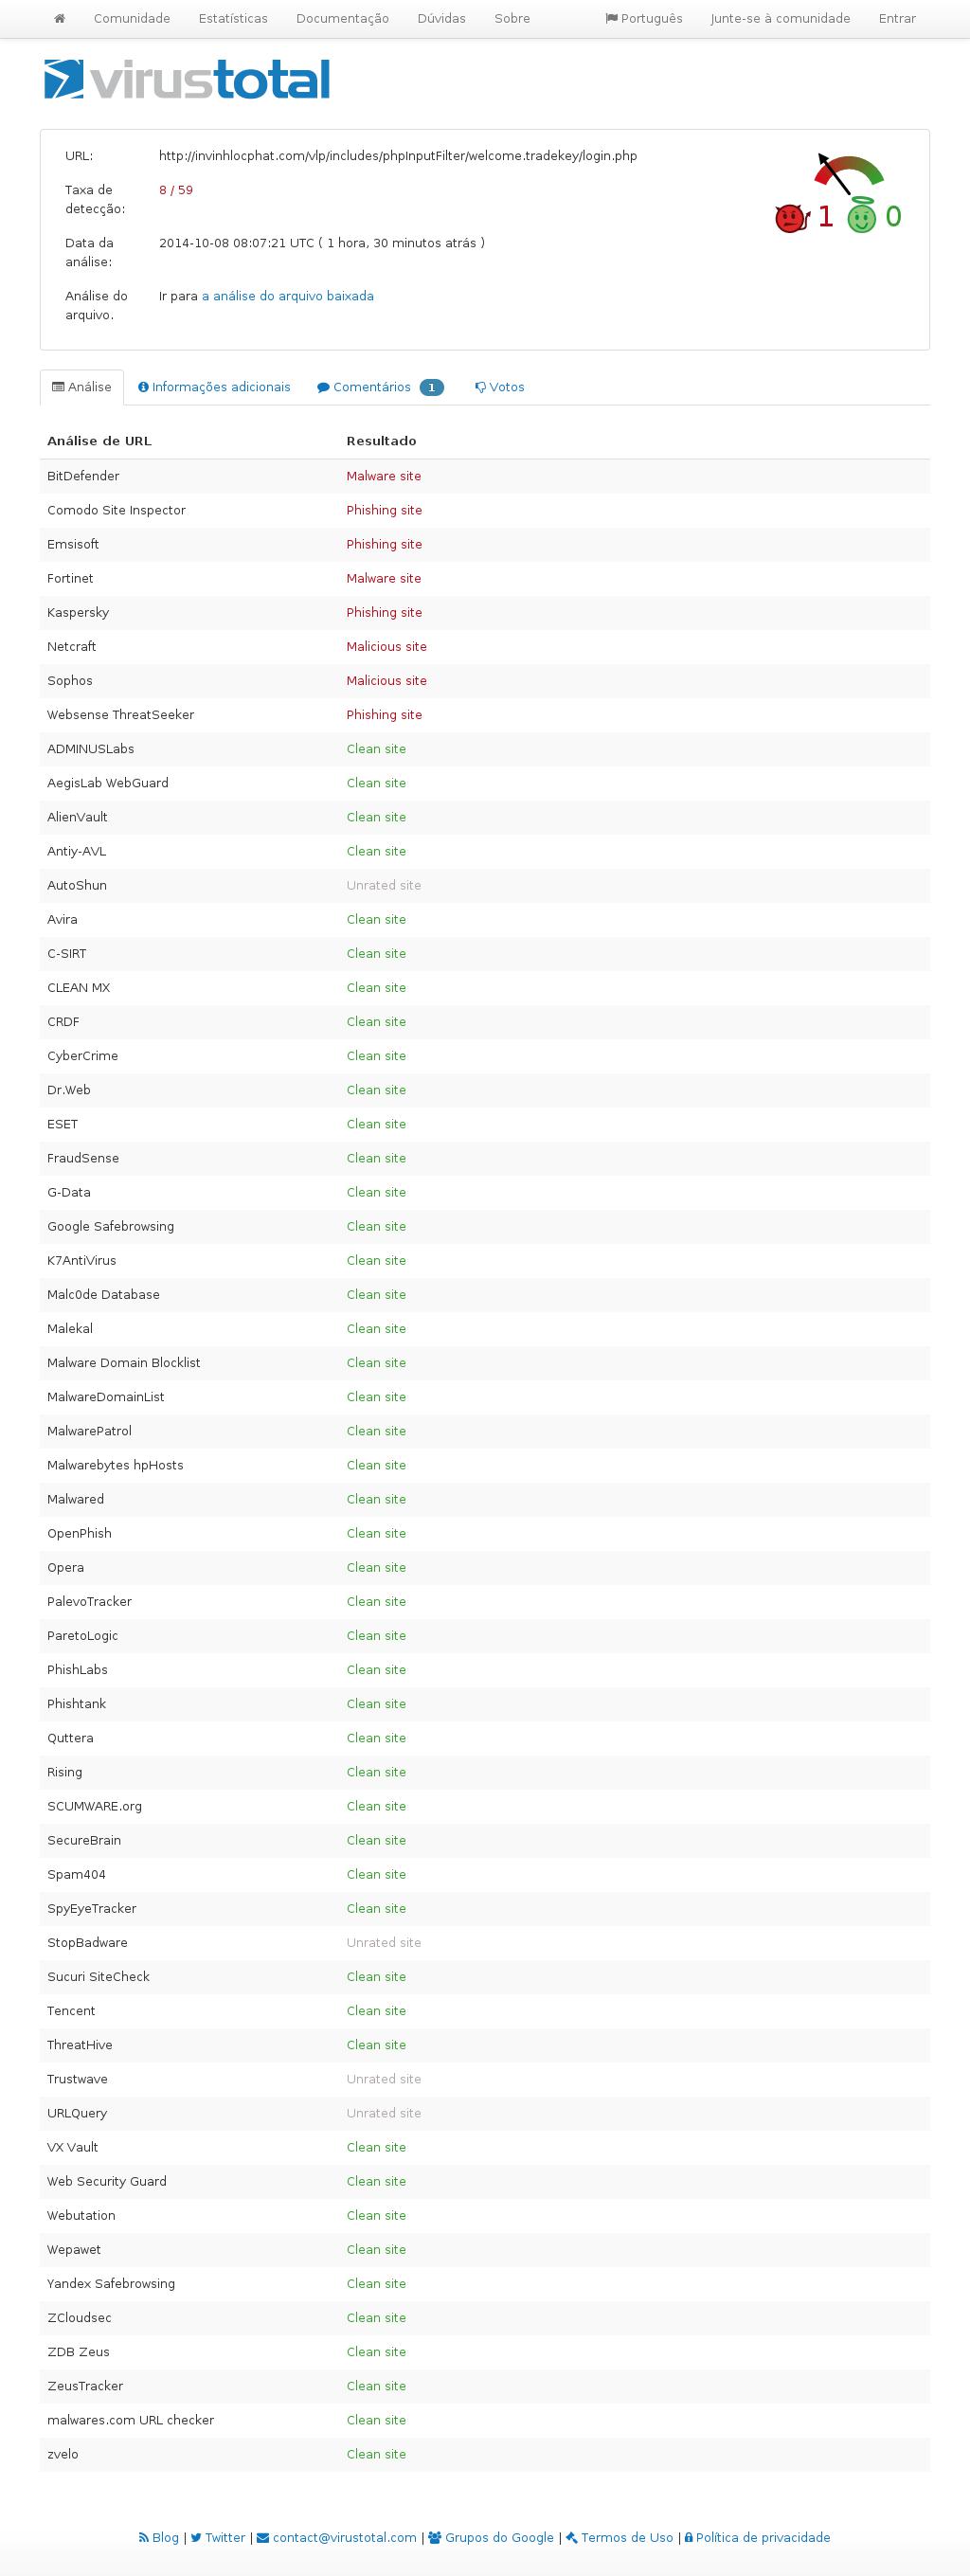 Comunidade Estatísticas Documentação Dúvidas Sobre Português Junte-se à comunidade Entrar
virustotal
URL: http://invinhlocphat.com/vlp/includes/phpInputFilter/welcome.tradekey/login.php
Taxa de 8 / 59
detecção:
Data da 2014-10-08 08:07:21 UTC ( 1 hora, 30 minutos atrás )
análise:
Análise do Ir para a análise do arquivo baixada
arquivo.
1 0
Análise Informações adicionais Comentários 1 Votos
Análise de URL Resultado
BitDefender Malware site
Comodo Site Inspector Phishing site
Emsisoft Phishing site
Fortinet Malware site
Kaspersky Phishing site
Netcraft Malicious site
Sophos Malicious site
Websense ThreatSeeker Phishing site
ADMINUSLabs Clean site
AegisLab WebGuard Clean site
AlienVault Clean site
Antiy-AVL Clean site
AutoShun Unrated site
Avira Clean site
C-SIRT Clean site
CLEAN MX Clean site
CRDF Clean site
CyberCrime Clean site
Dr.Web Clean site
ESET Clean site
FraudSense Clean site
G-Data Clean site
Google Safebrowsing Clean site
K7AntiVirus Clean site
Malc0de Database Clean site
Malekal Clean site
Malware Domain Blocklist Clean site
MalwareDomainList Clean site
MalwarePatrol Clean site
Malwarebytes hpHosts Clean site
Malwared Clean site
OpenPhish Clean site
Opera Clean site
PalevoTracker Clean site
ParetoLogic Clean site
PhishLabs Clean site
Phishtank Clean site
Quttera Clean site
Rising Clean site
SCUMWARE.org Clean site
SecureBrain Clean site
Spam404 Clean site
SpyEyeTracker Clean site
StopBadware Unrated site
Sucuri SiteCheck Clean site
Tencent Clean site
ThreatHive Clean site
Trustwave Unrated site
URLQuery Unrated site
VX Vault Clean site
Web Security Guard Clean site
Webutation Clean site
Wepawet Clean site
Yandex Safebrowsing Clean site
ZCloudsec Clean site
ZDB Zeus Clean site
ZeusTracker Clean site
malwares.com URL checker Clean site
zvelo Clean site
Blog | Twitter | contact@virustotal.com | Grupos do Google | Termos de Uso | Política de privacidade